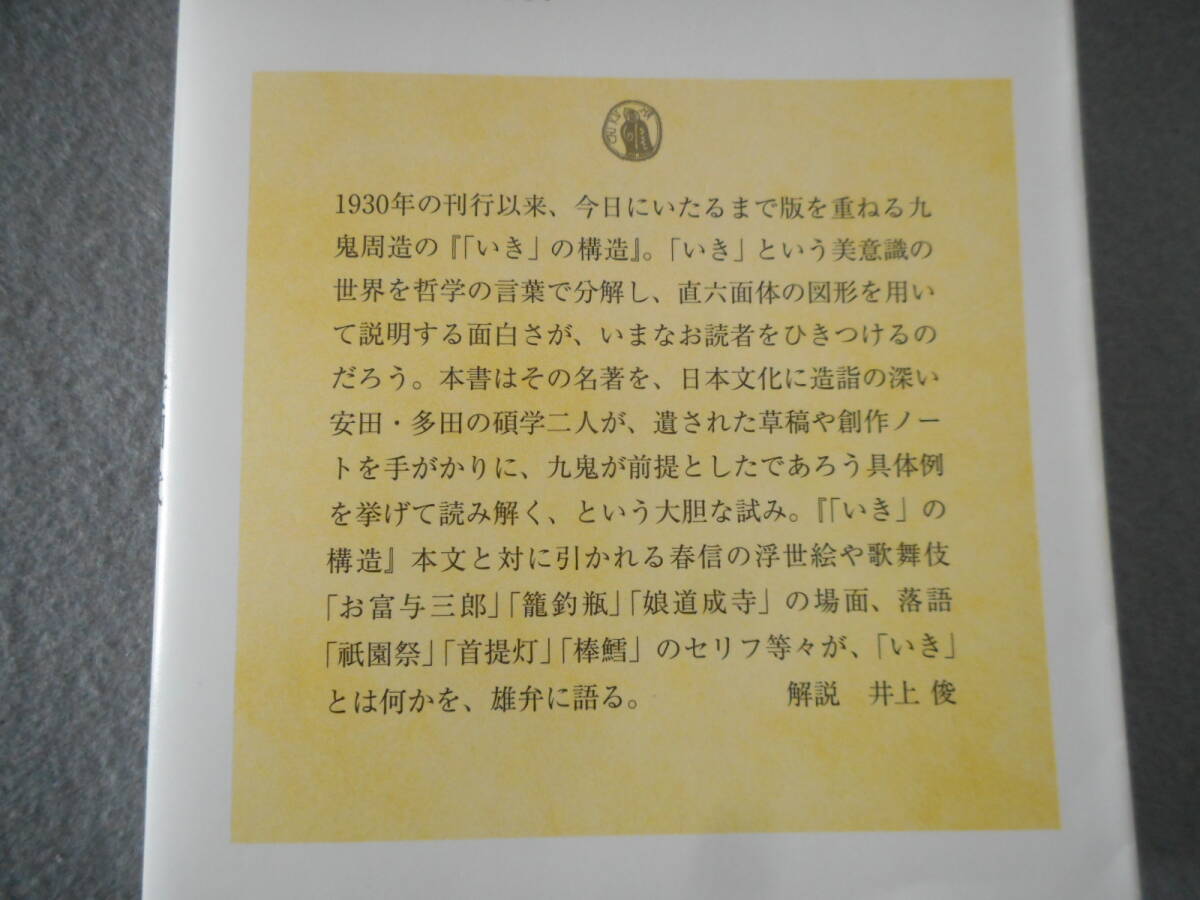 1930年の刊行以来、今日にいたるまで版を重ねる九
鬼周造の『「いき」の構造』。「いき」という美意識の
世界を哲学の言葉で分解し、直六面体の図形を用い
て説明する面白さが、いまなお読者をひきつけるの
だろう。本書はその名著を、日本文化に造詣の深い
安田・多田の碩学二人が、遺された草稿や創作ノー
トを手がかりに、九鬼が前提としたであろう具体例
を挙げて読み解く、という大胆な試み。『「いき」の
構造』本文と対に引かれる春信の浮世絵や歌舞伎
「お富与三郎」「籠釣瓶」「娘道成寺」の場面、落語
「祇園祭」「首提灯」「棒鱈」のセリフ等々が、「いき」
とは何かを、雄弁に語る。　解説　井上 俊